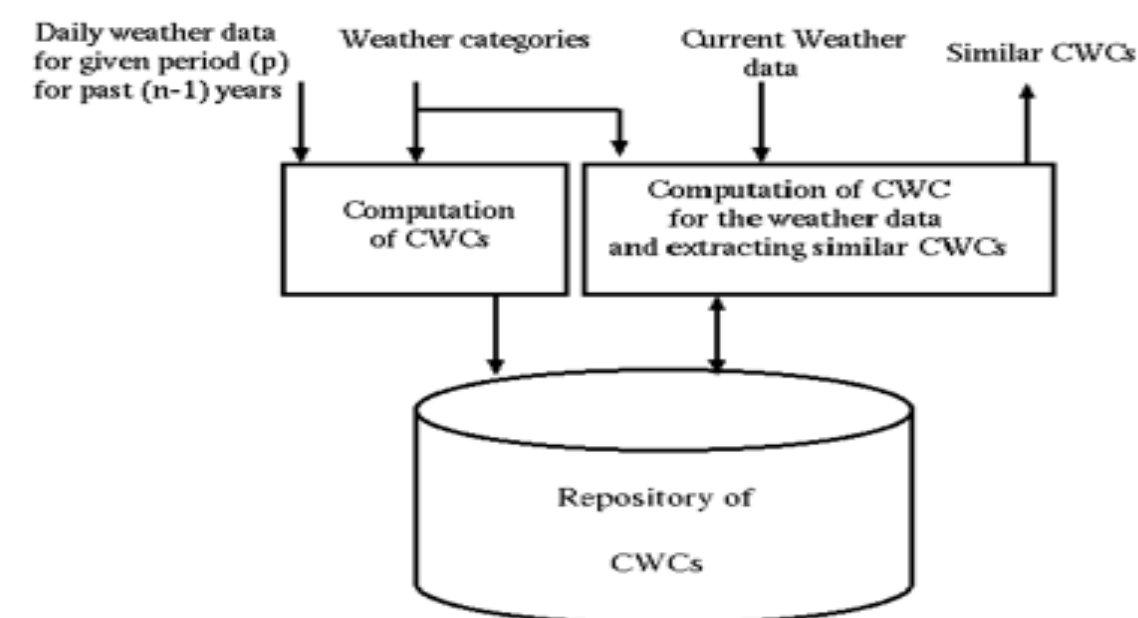 Daily weather data
for given period (p)
for past (n-1) years
Weather categories
Current Weather
data
Similar CWCs
Computation
of CWCs
Computation of CWC
for the weather data
and extracting similar CWCs
Repository of
CWCs